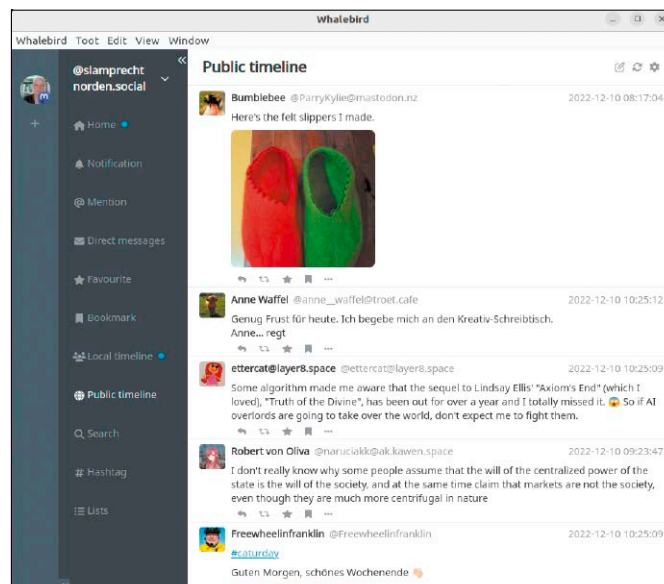 Whalebird
Whalebird Toot Edit View Window
@slamprecht
norden.social
Home
Notification
@ Mention
Direct messages
Favourite
Bookmark
Local timeline
Public timeline
Search
# Hashtag
Lists
Public timeline
Bumblebee @ParryKylie@mastodon.nz 2022-12-10 08:17:04
Here's the felt slippers I made.
Anne Waffel @anne__waffel@troet.cafe 2022-12-10 10:25:12
Genug Frust für heute. Ich begebe mich an den Kreativ-Schreibtisch.
Anne... regt
ettercat@layer8.space @ettercat@layer8.space 2022-12-10 10:25:09
Some algorithm made me aware that the sequel to Lindsay Ellis' "Axiom's End" (which I
loved), "Truth of the Divine", has been out for over a year and I totally missed it. 😱 So if AI
overlords are going to take over the world, don't expect me to fight them.
Robert von Oliva @naruciakk@ak.kawen.space 2022-12-10 09:23:47
I don't really know why some people assume that the will of the centralized power of the
state is the will of the society, and at the same time claim that markets are not the society,
even though they are much more centrifugal in nature
Freewheelinfranklin @Freewheelinfranklin 2022-12-10 10:25:09
#caturday
Guten Morgen, schönes Wochenende 👋🏻